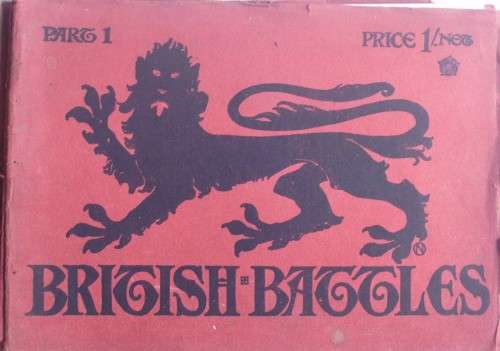 PART 1
PRICE 1/. NET
BRITISH BATTLES